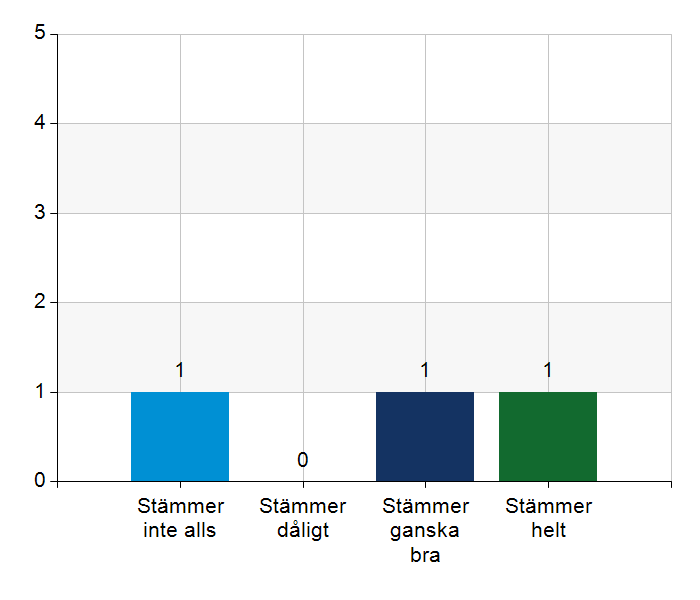 5
4
3
2
1
0
1
0
1
1
Stämmer
inte alls
Stämmer
dåligt
Stämmer
ganska
bra
Stämmer
helt